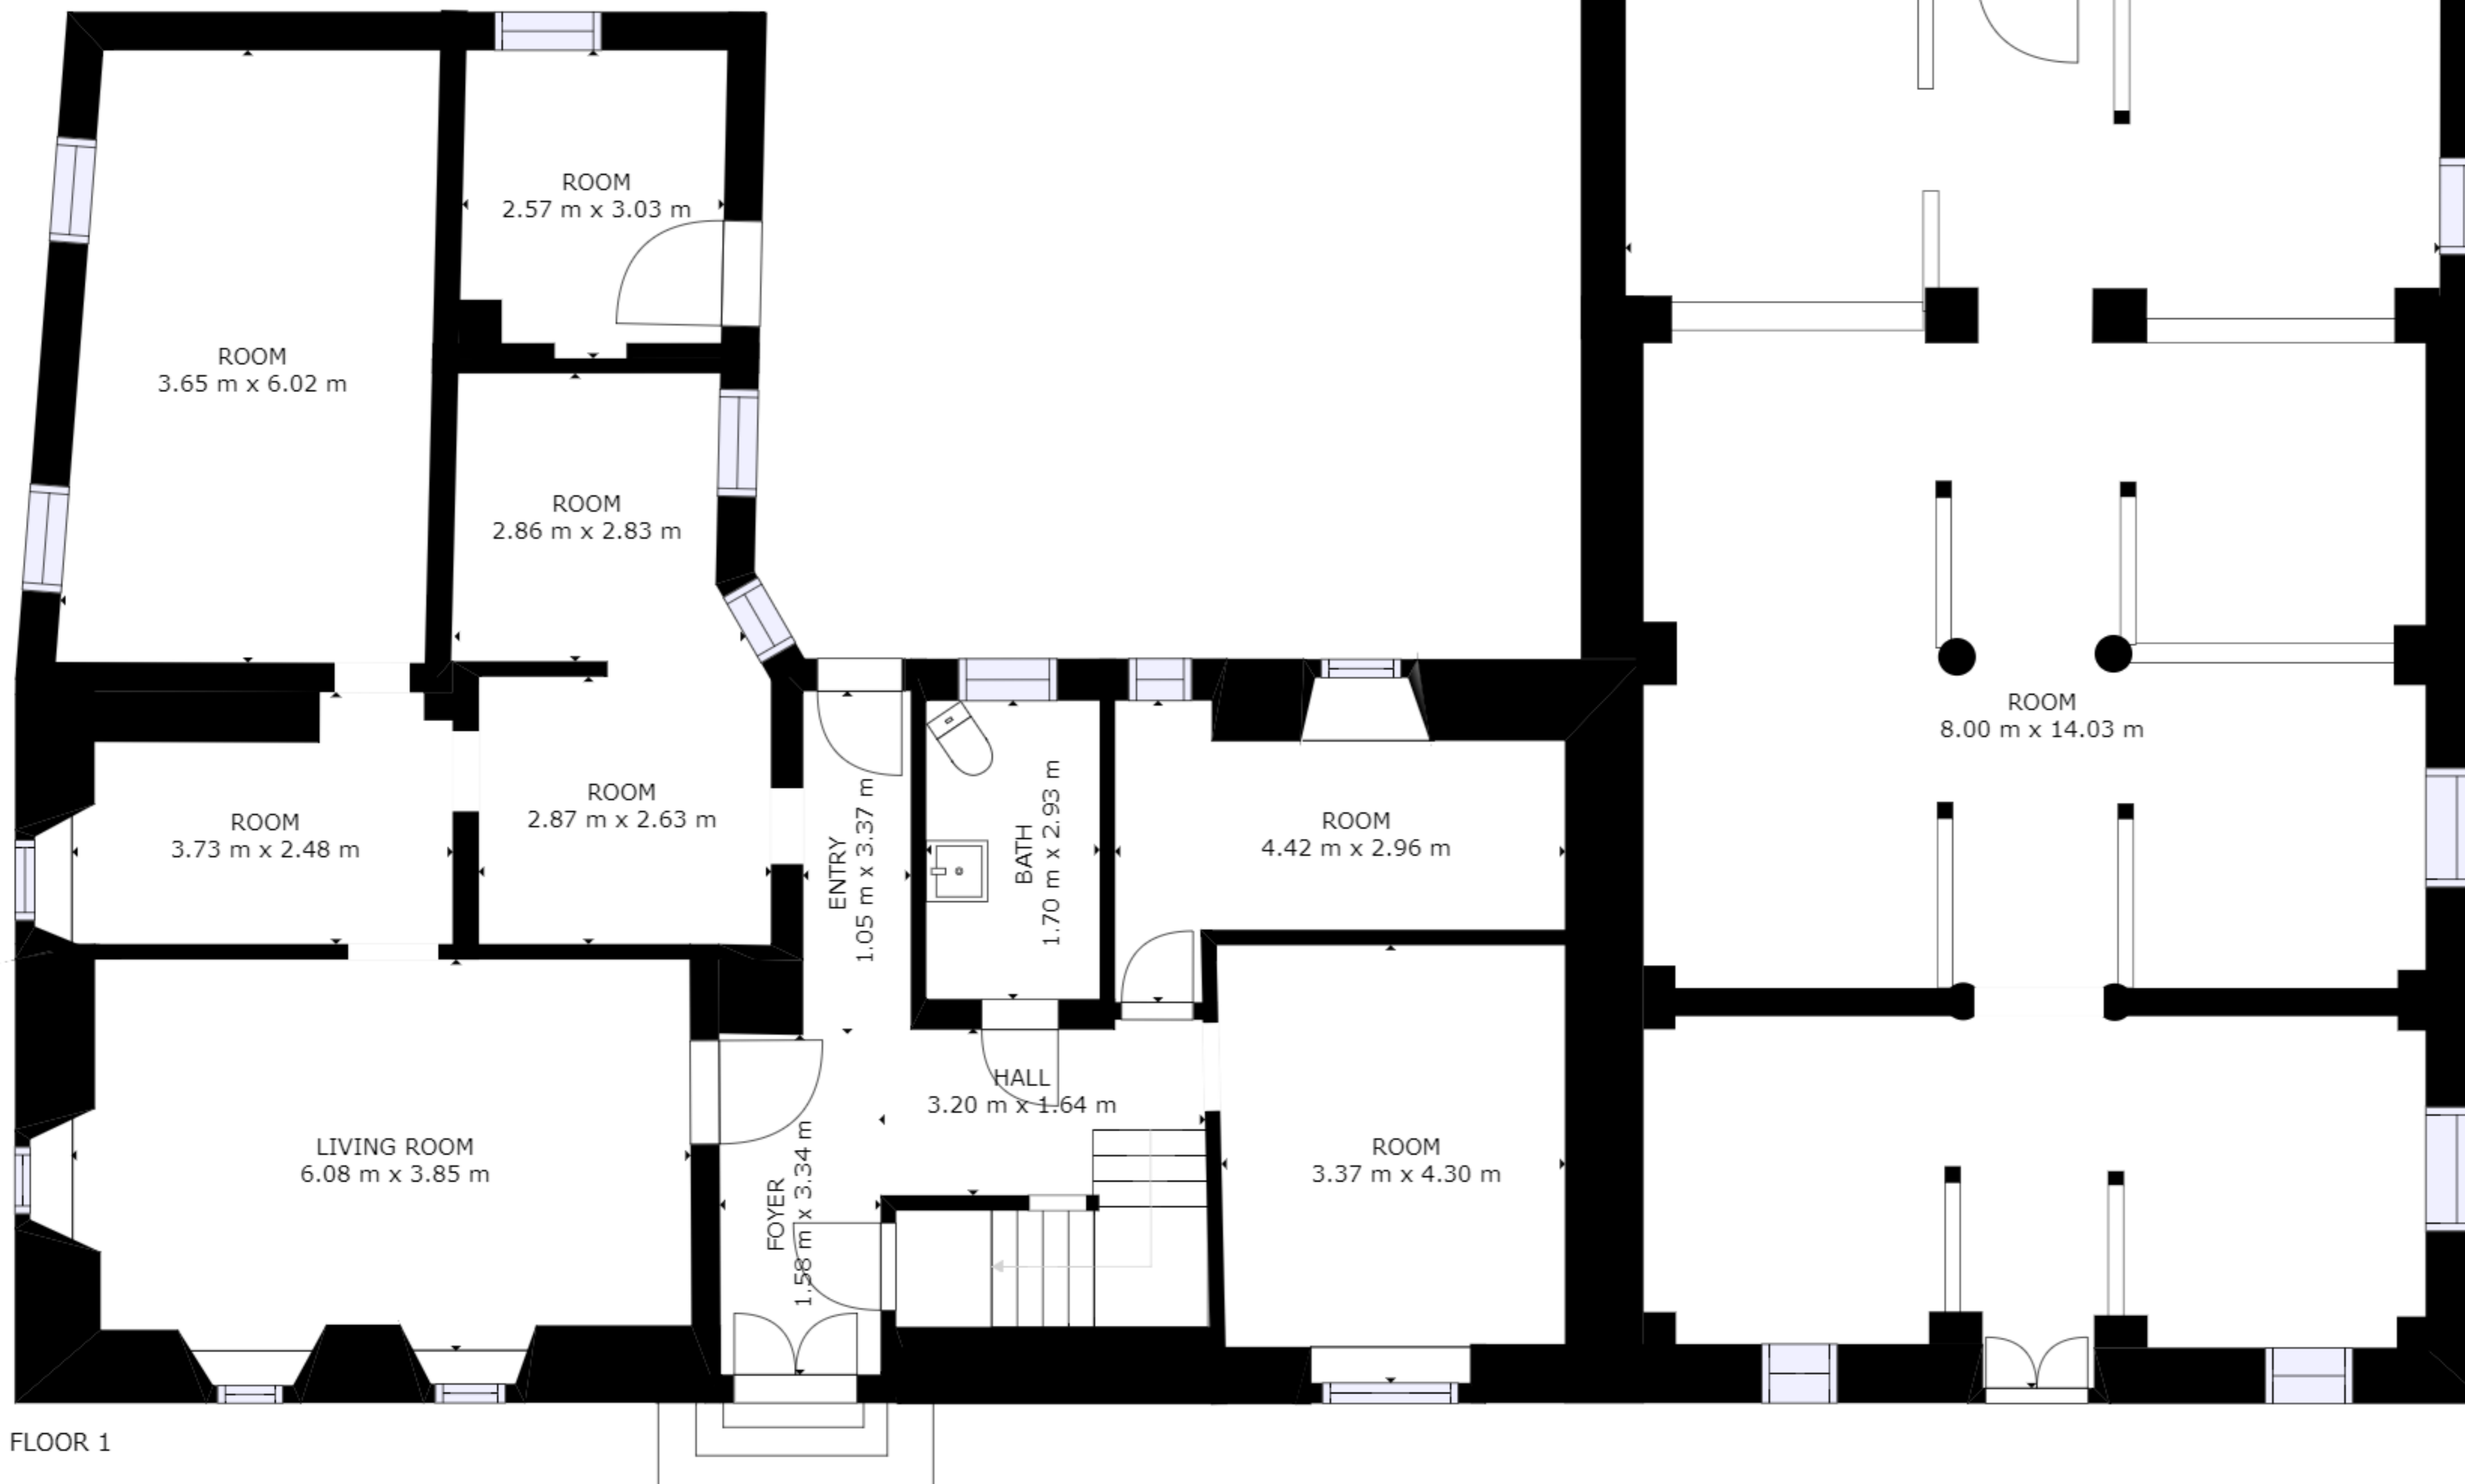 ROOM
2.57 m x 3.03 m
ROOM
3.65 m x 6.02 m
ROOM
2.86 m x 2.83 m
ROOM
8.00 m x 14.03 m
ROOM
3.73 m x 2.48 m
ROOM
2.87 m x 2.63 m
ENTRY
1.05 m x 3.37 m
BATH
1.70 m x 2.93 m
ROOM
4.42 m x 2.96 m
HALL
3.20 m x 1.64 m
LIVING ROOM
6.08 m x 3.85 m
FOYER
1.58 m x 3.34 m
ROOM
3.37 m x 4.30 m
FLOOR 1